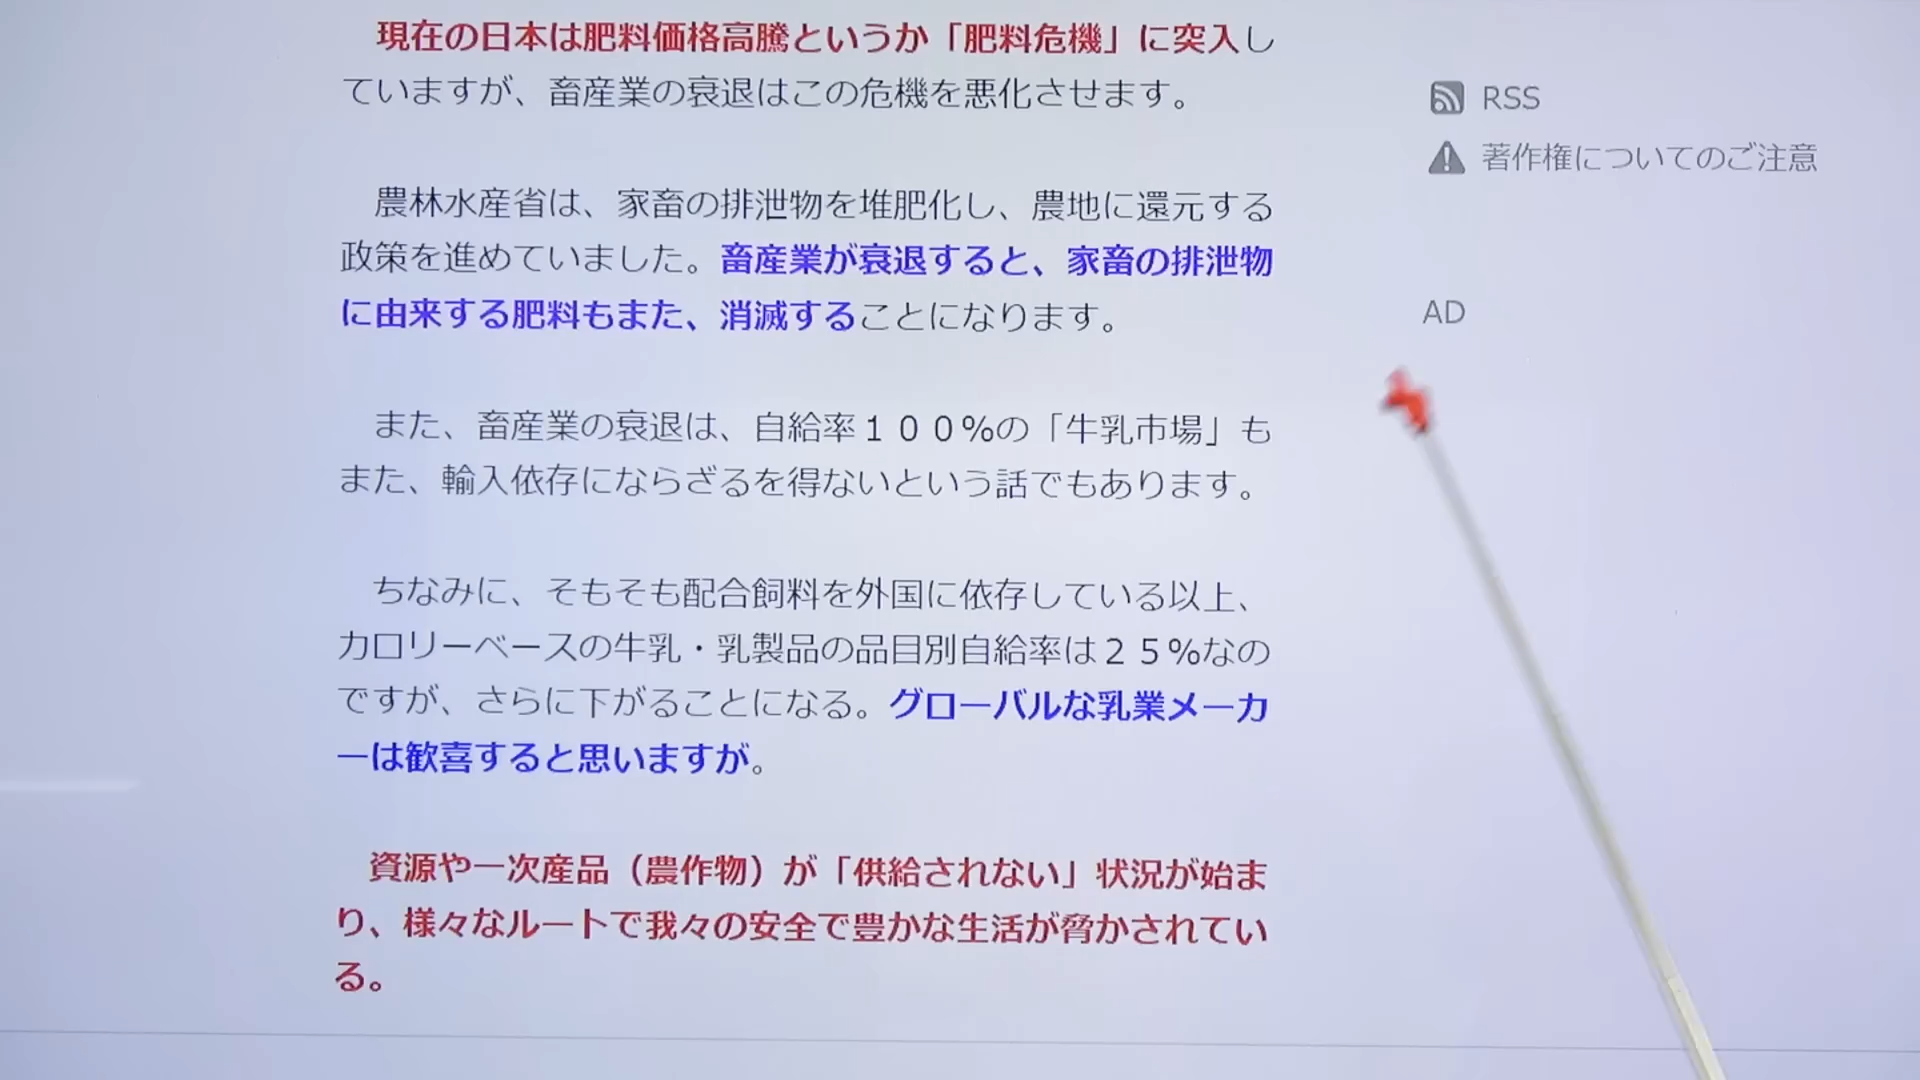 現在の日本は肥料価格高騰というか「肥料危機」に突入し
ていますが、畜産業の衰退はこの危機を悪化させます。
農林水産省は、家畜の排泄物を堆肥化し、農地に還元する
政策を進めていました。畜産業が衰退すると、家畜の排泄物
に由来する肥料もまた、消滅することになります。
また、畜産業の衰退は、自給率１００％の「牛乳市場」も
また、輸入依存にならざるを得ないという話でもあります。
ちなみに、そもそも配合飼料を外国に依存している以上、
カロリーベースの牛乳・乳製品の品目別自給率は２５％なの
ですが、さらに下がることになる。グローバルな乳業メーカ
ーは歓喜すると思いますが。
資源や一次産品（農作物）が「供給されない」状況が始ま
り、様々なルートで我々の安全で豊かな生活が脅かされてい
る。
RSS
著作権についてのご注意
AD